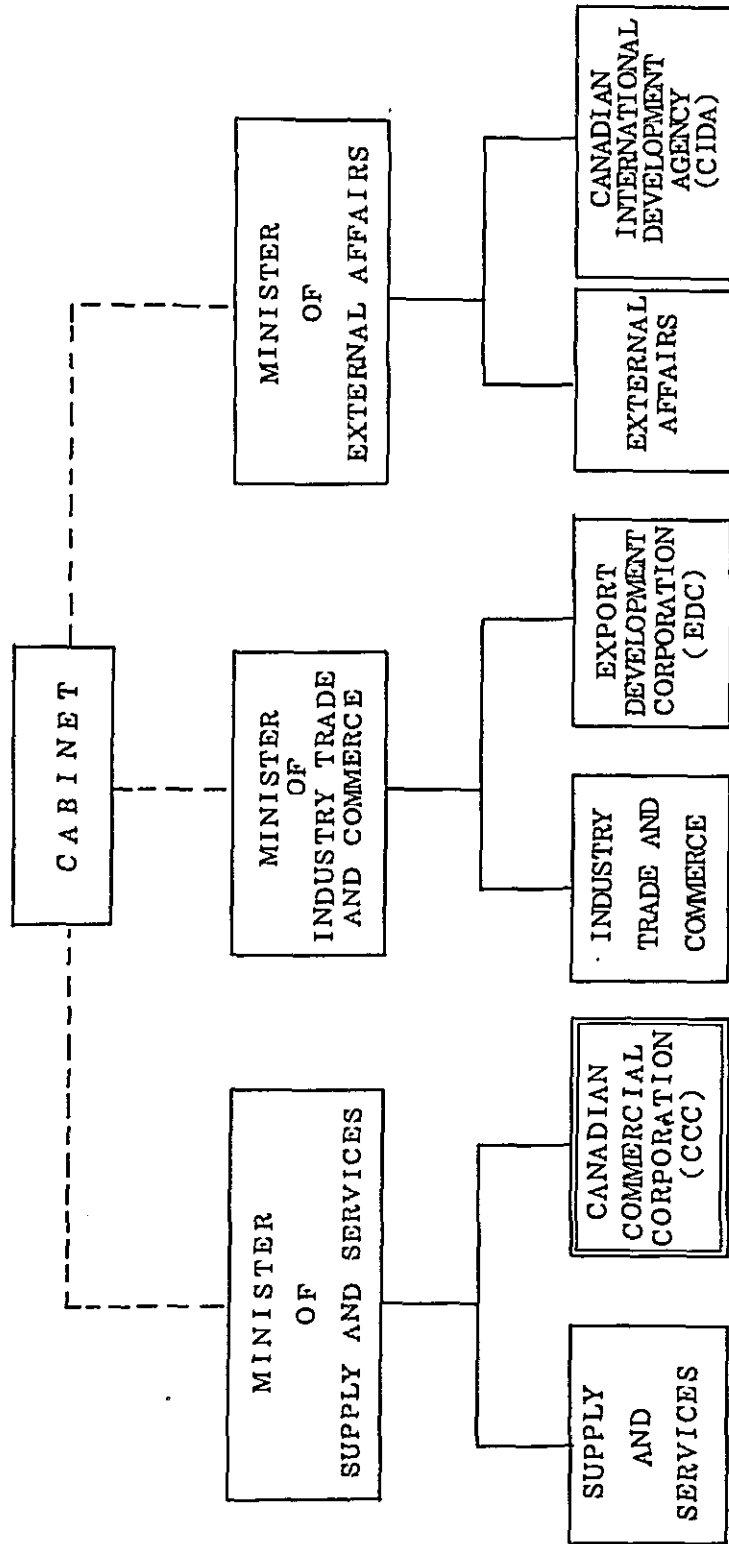 CABINET
MINISTER
OF
SUPPLY AND SERVICES
MINISTER
OF
INDUSTRY TRADE
AND COMMERCE
MINISTER
OF
EXTERNAL AFFAIRS
SUPPLY
AND
SERVICES
CANADIAN
COMMERCIAL
CORPORATION
(CCC)
INDUSTRY
TRADE AND
COMMERCE
EXPORT
DEVELOPMENT
CORPORATION
(EDC)
EXTERNAL
AFFAIRS
CANADIAN
INTERNATIONAL
DEVELOPMENT
AGENCY
(CIDA)